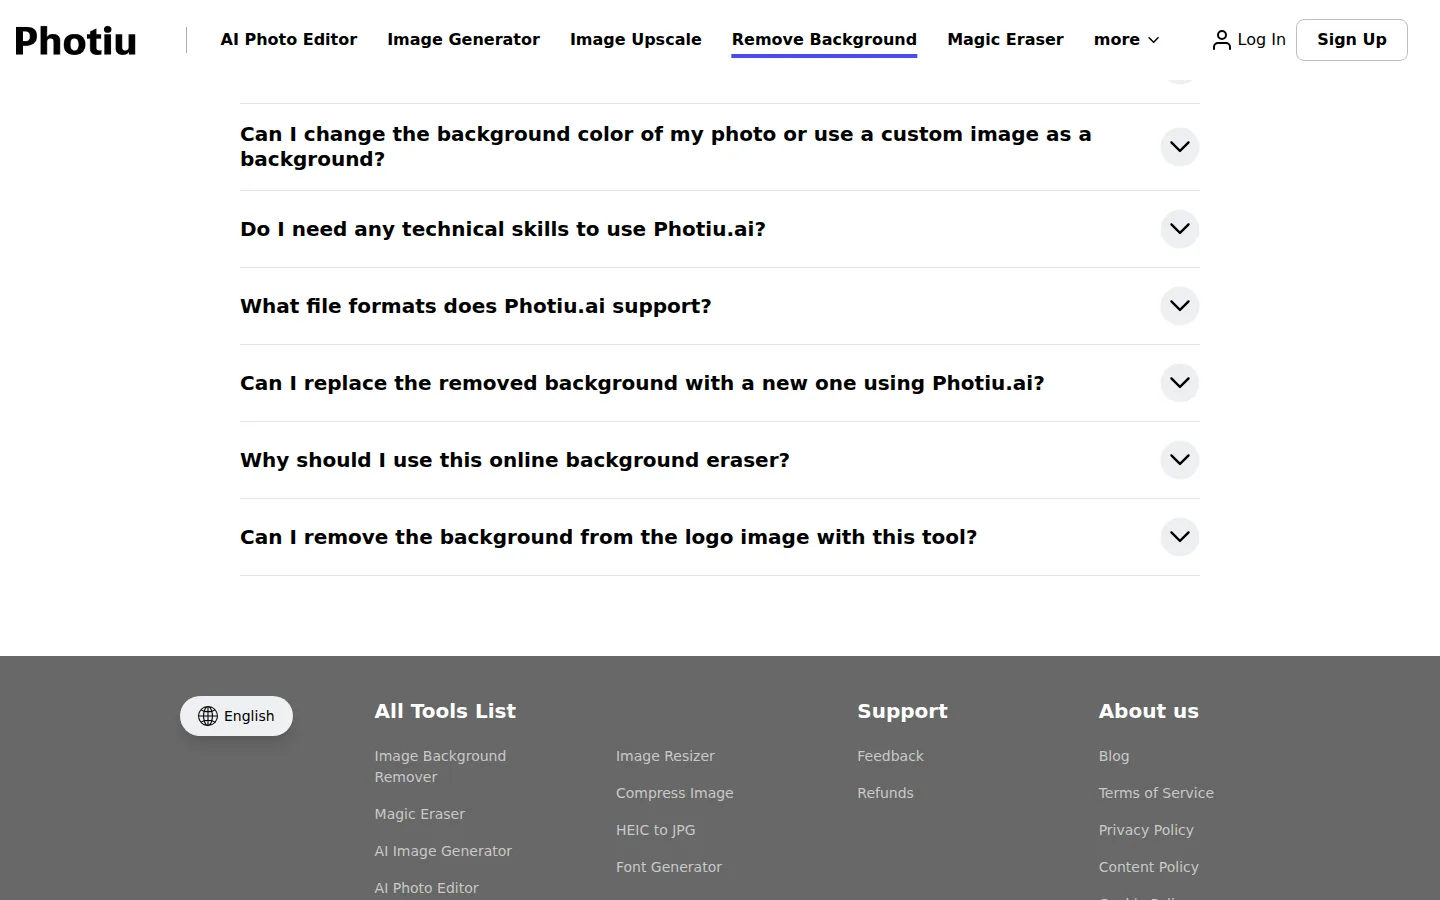 Photiu
AI Photo Editor
Image Generator
Image Upscale
Remove Background
Magic Eraser
more
Log In
Sign Up
Can I change the background color of my photo or use a custom image as a
background?
Do I need any technical skills to use Photiu.ai?
What file formats does Photiu.ai support?
Can I replace the removed background with a new one using Photiu.ai?
Why should I use this online background eraser?
Can I remove the background from the logo image with this tool?
English
All Tools List
Image Background
Remover
Magic Eraser
AI Image Generator
AI Photo Editor
Image Resizer
Compress Image
HEIC to JPG
Font Generator
Support
Feedback
Refunds
About us
Blog
Terms of Service
Privacy Policy
Content Policy